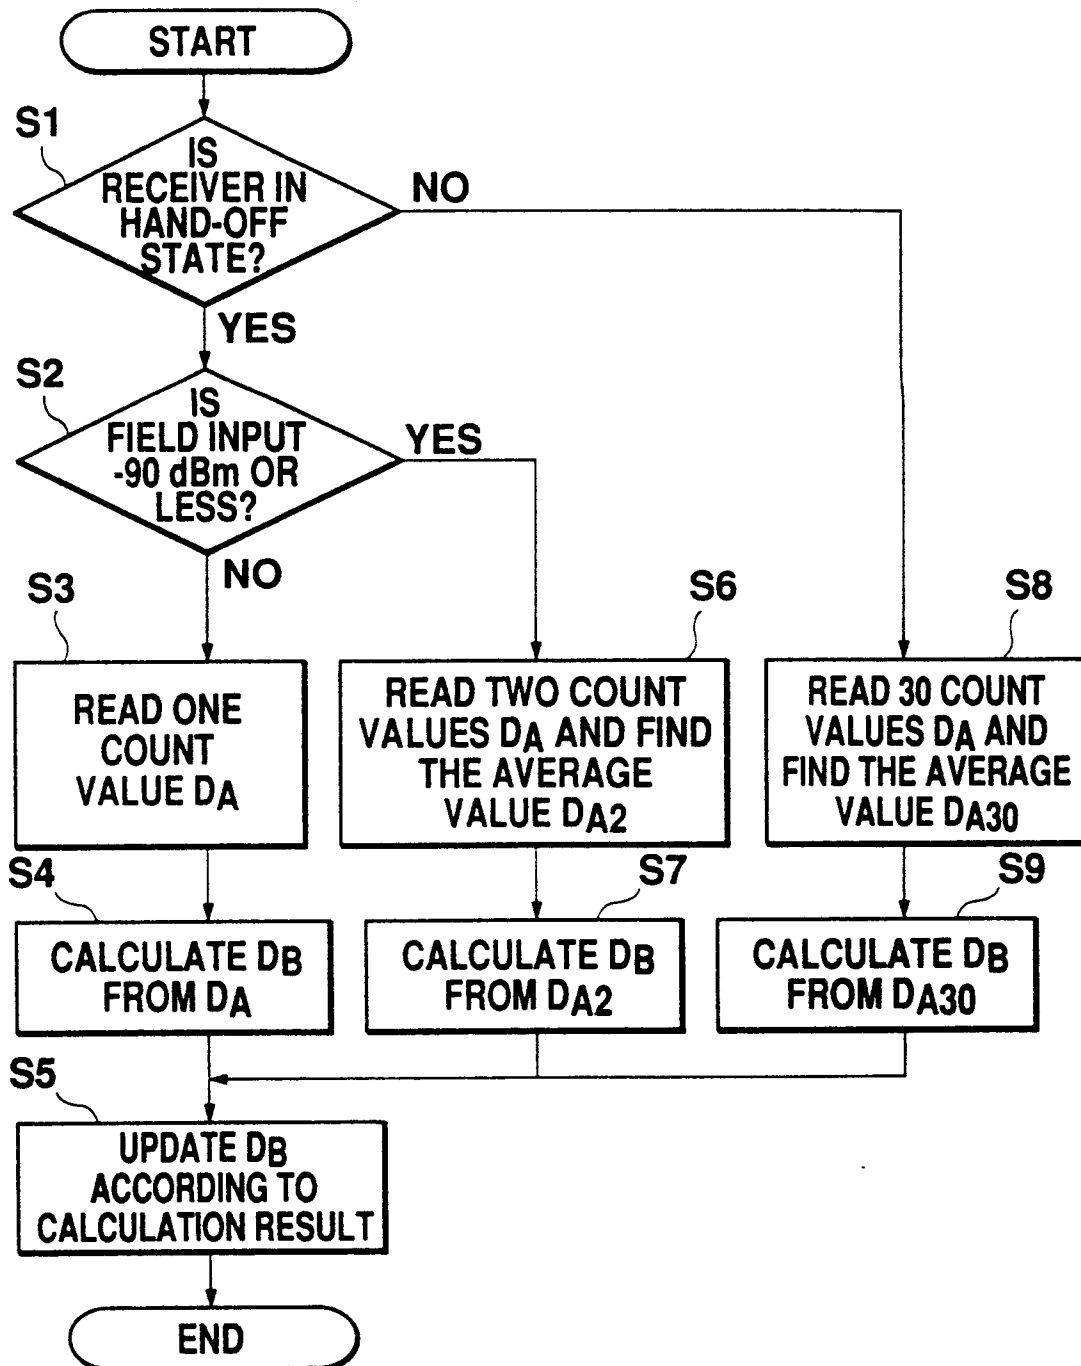 START
S1
IS
RECEIVER IN
HAND-OFF
STATE?
NO
YES
S2
IS
FIELD INPUT
-90 dBm OR
LESS?
YES
NO
S3
READ ONE
COUNT
VALUE DA
S6
READ TWO COUNT
VALUES DA AND FIND
THE AVERAGE
VALUE DA2
S8
READ 30 COUNT
VALUES DA AND
FIND THE AVERAGE
VALUE DA30
S4
CALCULATE DB
FROM DA
S7
CALCULATE DB
FROM DA2
S9
CALCULATE DB
FROM DA30
S5
UPDATE DB
ACCORDING TO
CALCULATION RESULT
END